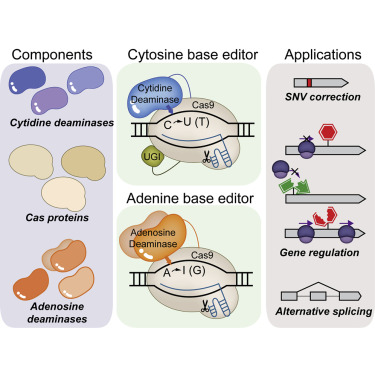 Components
Cytidine deaminases
Cas proteins
Adenosine
deaminases
Cytosine base editor
Cytidine
Deaminase
Cas9
C U (T)
UGI
Adenine base editor
Adenosine
Deaminase
Cas9
A I (G)
Applications
SNV correction
Gene regulation
Alternative splicing